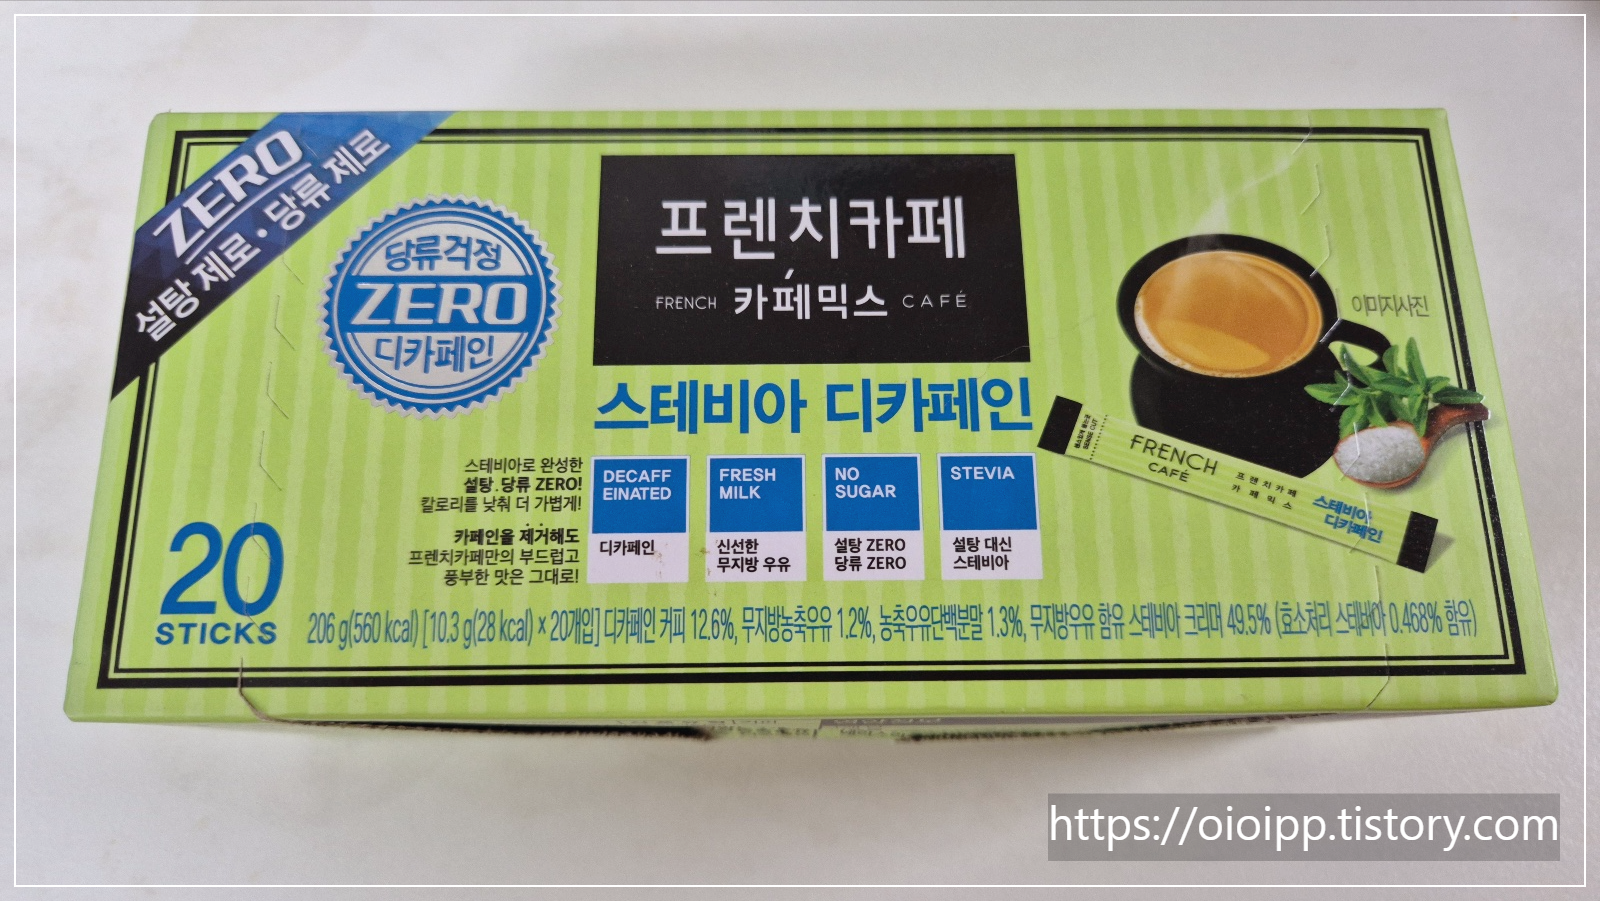 ZERO
설탕 제로 · 당류 제로
당류걱정
ZERO
디카페인
프렌치카페
FRENCH 카페믹스 CAFÉ
스테비아 디카페인
스테비아로 완성한
설탕.당류 ZERO!
칼로리를 낮춰 더 가볍게!
카페인을 제거해도
프렌치카페만의 부드럽고
풍부한 맛은 그대로!
DECAFF
EINATED
디카페인
FRESH
MILK
신선한
무지방 우유
NO
SUGAR
설탕 ZERO
당류 ZERO
STEVIA
설탕 대신
스테비아
이미지사진
FRENCH
CAFÉ
프렌치카페
카페믹스
스테비아
디카페인
20
STICKS
206 g(560 kcal) [10.3 g(28 kcal) × 20개입] 디카페인 커피 12.6%, 무지방농축우유 1.2%, 농축우유단백분말 1.3%, 무지방우유 함유 스테비아 크리머 49.5% (효소처리 스테비아 0.468% 함유)
https://oioipp.tistory.com